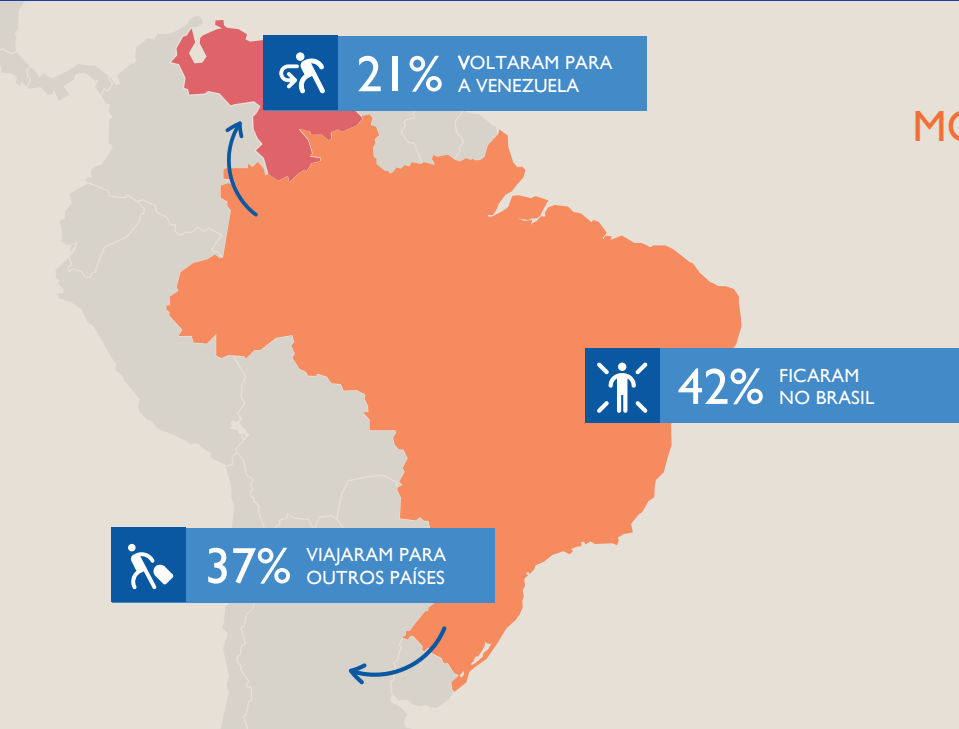 21%
VOLTARAM PARA
A VENEZUELA
42%
FICARAM
NO BRASIL
37%
VIAJARAM PARA
OUTROS PAÍSES